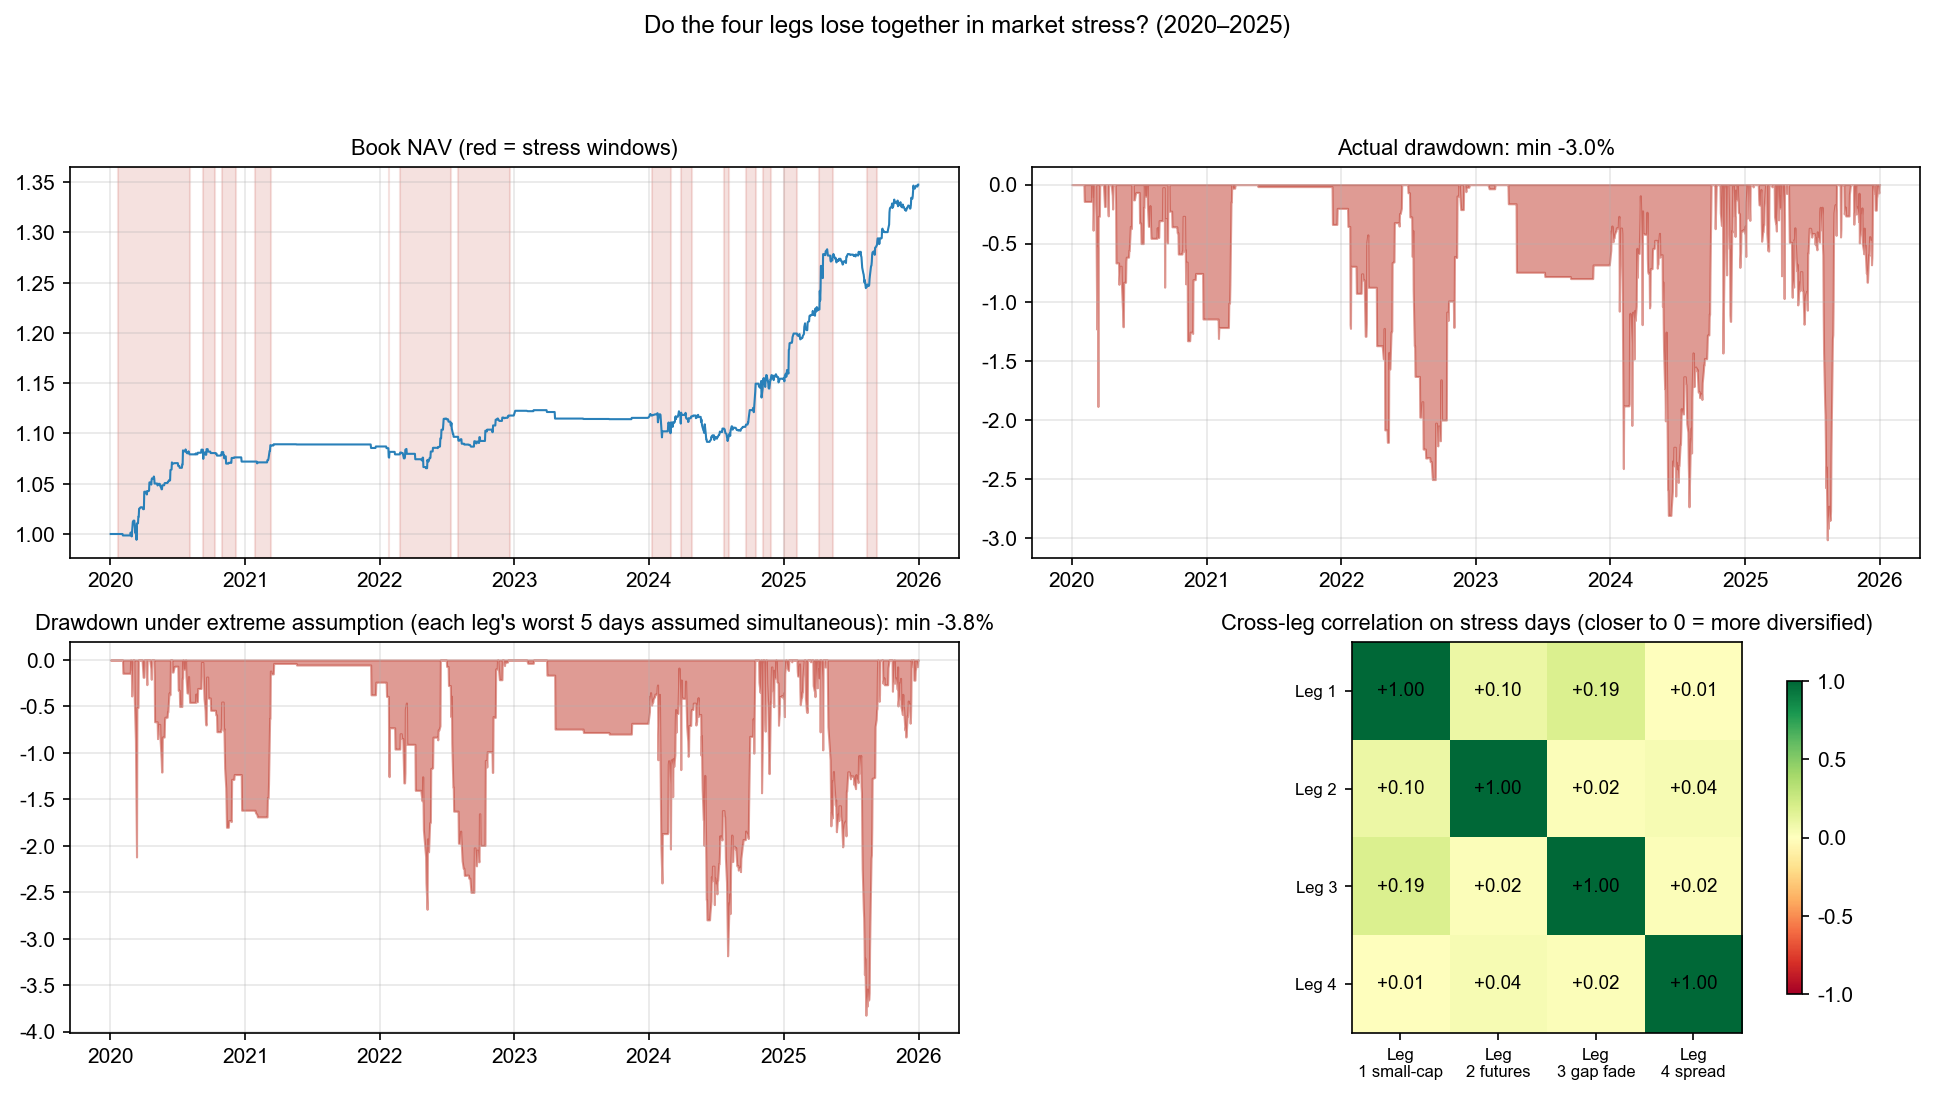 Do the four legs lose together in market stress? (2020–2025)
Book NAV (red = stress windows)
1.35
1.30
1.25
1.20
1.15
1.10
1.05
1.00
2020 2021 2022 2023 2024 2025 2026
Actual drawdown: min -3.0%
0.0
-0.5
-1.0
-1.5
-2.0
-2.5
-3.0
2020 2021 2022 2023 2024 2025 2026
Drawdown under extreme assumption (each leg's worst 5 days assumed simultaneous): min -3.8%
0.0
-0.5
-1.0
-1.5
-2.0
-2.5
-3.0
-3.5
-4.0
2020 2021 2022 2023 2024 2025 2026
Cross-leg correlation on stress days (closer to 0 = more diversified)
Leg 1 +1.00 +0.10 +0.19 +0.01
Leg 2 +0.10 +1.00 +0.02 +0.04
Leg 3 +0.19 +0.02 +1.00 +0.02
Leg 4 +0.01 +0.04 +0.02 +1.00
Leg Leg Leg Leg
1 small-cap 2 futures 3 gap fade 4 spread
1.0
0.5
0.0
-0.5
-1.0